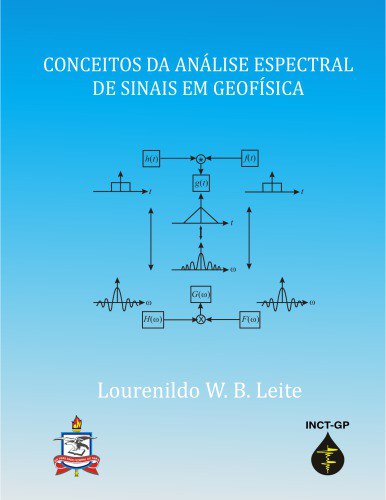 CONCEITOS DA ANÁLISE ESPECTRAL
DE SINAIS EM GEOFÍSICA
h(t) * f(t)
t g(t) t
t
ω
ω G(ω) ω
H(ω) × F(ω)
Lourenildo W. B. Leite
INCT-GP